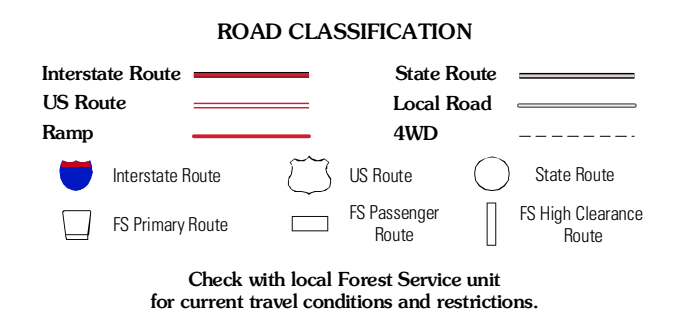 ROAD CLASSIFICATION
Interstate Route
State Route
US Route
Local Road
Ramp
4WD
Interstate Route
US Route
State Route
FS Primary Route
FS Passenger
Route
FS High Clearance
Route
Check with local Forest Service unit
for current travel conditions and restrictions.